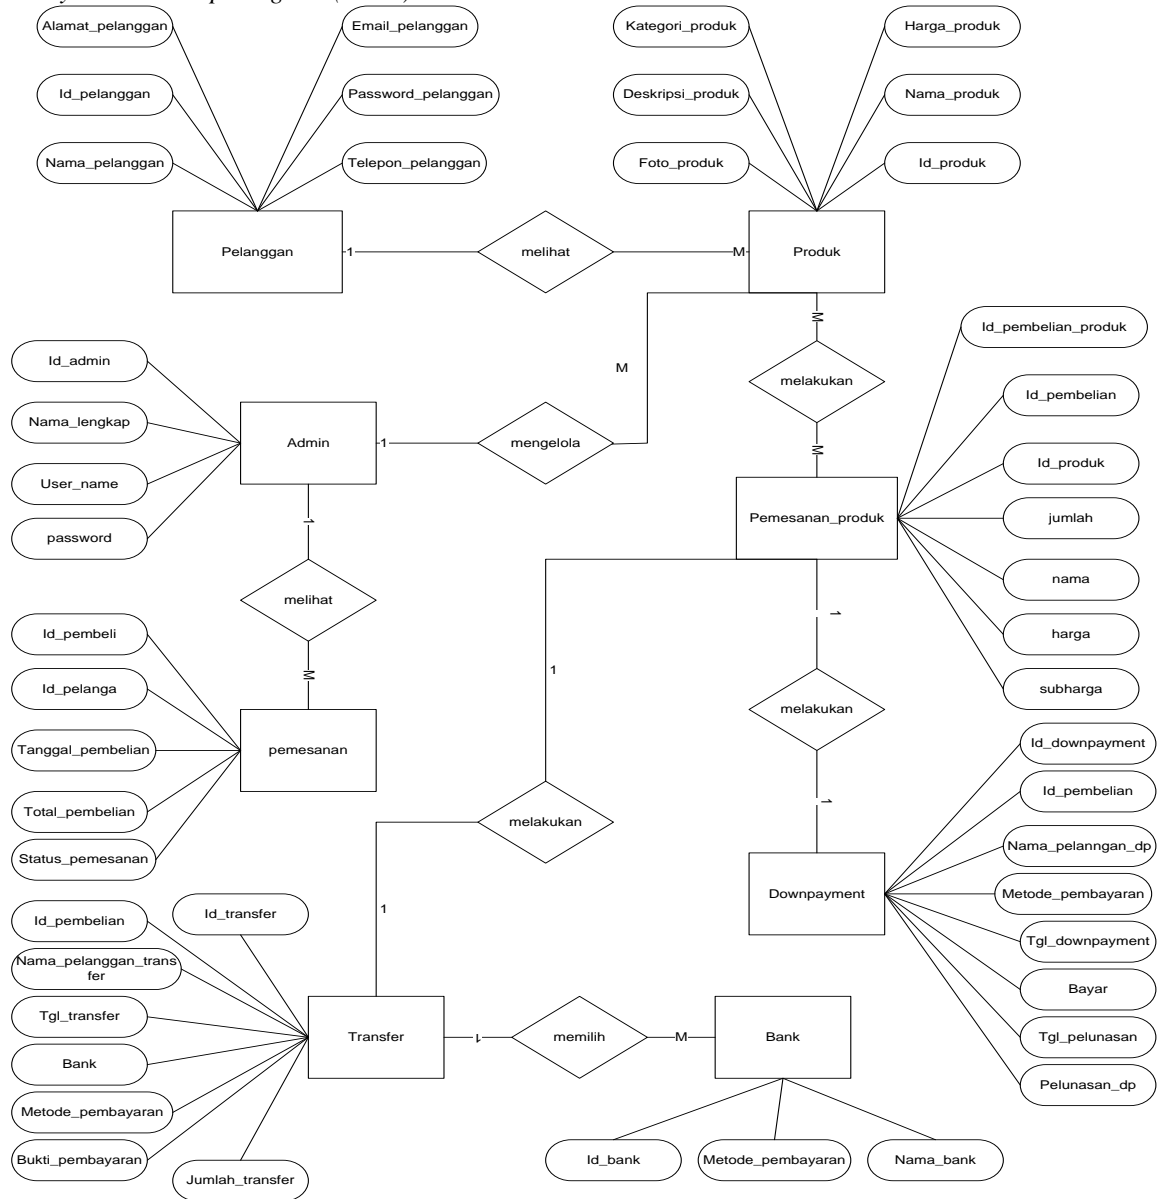 Alamat_pelanggan
Email_pelanggan
Kategori_produk
Harga_produk
Id_pelanggan
Password_pelanggan
Deskripsi_produk
Nama_produk
Nama_pelanggan
Telepon_pelanggan
Foto_produk
Id_produk
Pelanggan
1
melihat
M
Produk
M
Id_pembelian_produk
Id_admin
M
melakukan
Id_pembelian
Nama_lengkap
Admin
1
mengelola
M
Id_produk
User_name
Pemesanan_produk
jumlah
password
1
nama
melihat
1
harga
Id_pembeli
1
M
subharga
Id_pelanga
melakukan
Id_downpayment
Tanggal_pembelian
pemesanan
Id_pembelian
Total_pembelian
melakukan
1
Nama_pelanngan_dp
Status_pemesanan
Downpayment
Metode_pembayaran
Id_pembelian
Id_transfer
1
Tgl_downpayment
Nama_pelanggan_trans
fer
Bayar
Tgl_transfer
Transfer
1
memilih
M
Bank
Tgl_pelunasan
Bank
Pelunasan_dp
Metode_pembayaran
Bukti_pembayaran
Jumlah_transfer
Id_bank
Metode_pembayaran
Nama_bank